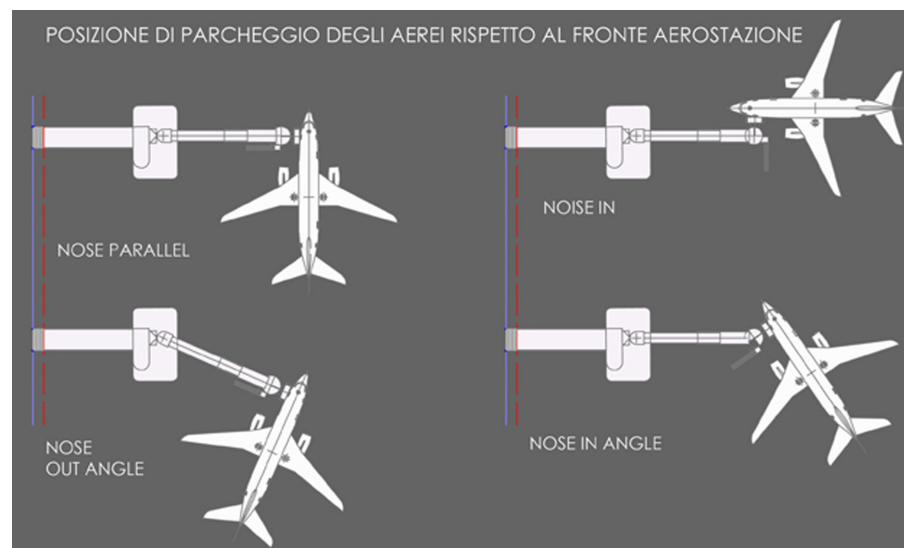 POSIZIONE DI PARCHEGGIO DEGLI AEREI RISPETTO AL FRONTE AEROSTAZIONE
NOSE PARALLEL
NOISE IN
NOSE
OUT ANGLE
NOSE IN ANGLE